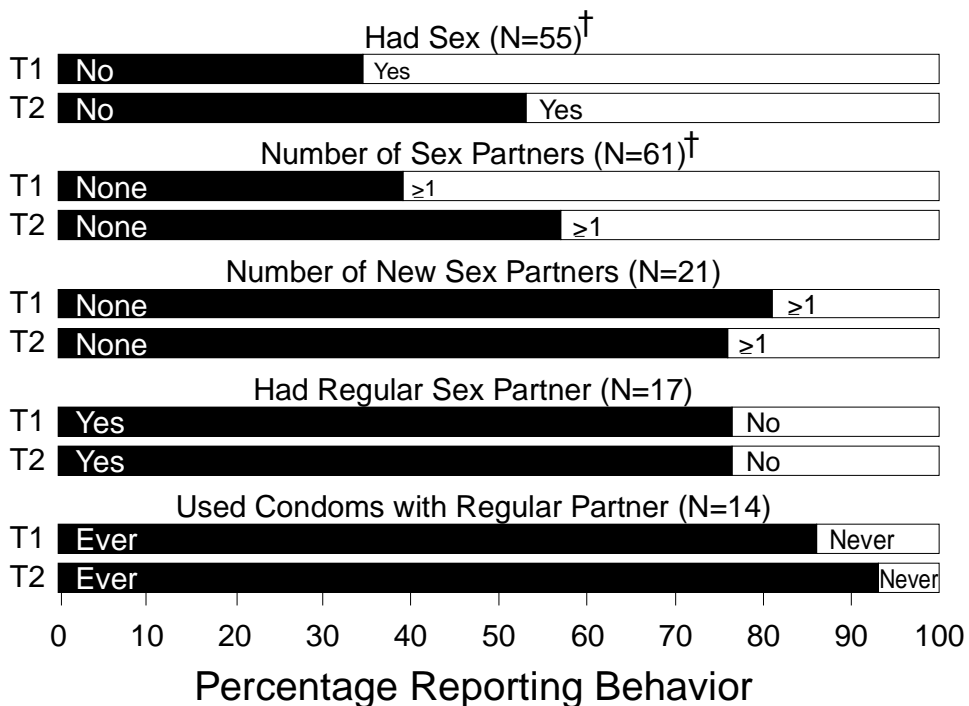 Had Sex (N=55)†
T1 No Yes
T2 No Yes
Number of Sex Partners (N=61)†
T1 None ≥1
T2 None ≥1
Number of New Sex Partners (N=21)
T1 None ≥1
T2 None ≥1
Had Regular Sex Partner (N=17)
T1 Yes No
T2 Yes No
Used Condoms with Regular Partner (N=14)
T1 Ever Never
T2 Ever Never
0 10 20 30 40 50 60 70 80 90 100
Percentage Reporting Behavior